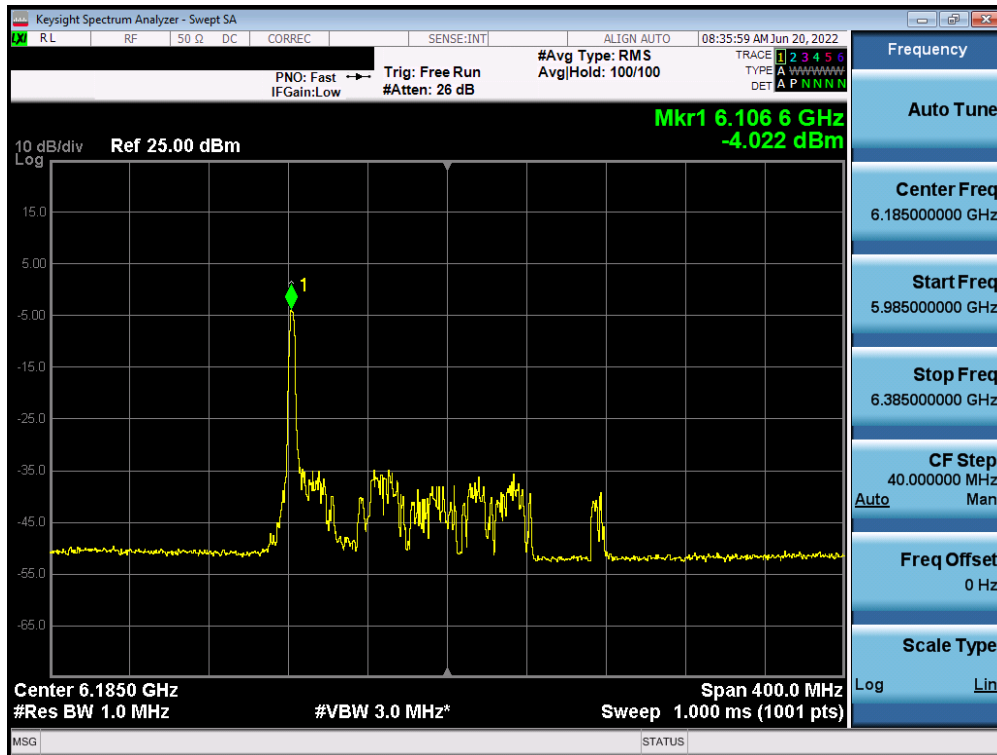 Keysight Spectrum Analyzer - Swept SA
LXI RL RF 50 Ω DC CORREC SENSE:INT ALIGN AUTO 08:35:59 AM Jun 20, 2022
PNO: Fast
IFGain:Low
Trig: Free Run
#Atten: 26 dB
#Avg Type: RMS
Avg|Hold: 100/100
TRACE 1 2 3 4 5 6
TYPE A WWWWW
DET A P N N N N
Mkr1 6.106 6 GHz
-4.022 dBm
10 dB/div Ref 25.00 dBm
Log
15.0
5.00
1
-5.00
-15.0
-25.0
-35.0
-45.0
-55.0
-65.0
Center 6.1850 GHz Span 400.0 MHz
#Res BW 1.0 MHz #VBW 3.0 MHz* Sweep 1.000 ms (1001 pts)
MSG STATUS
Frequency
Auto Tune
Center Freq
6.185000000 GHz
Start Freq
5.985000000 GHz
Stop Freq
6.385000000 GHz
CF Step
40.000000 MHz
Auto Man
Freq Offset
0 Hz
Scale Type
Log Lin